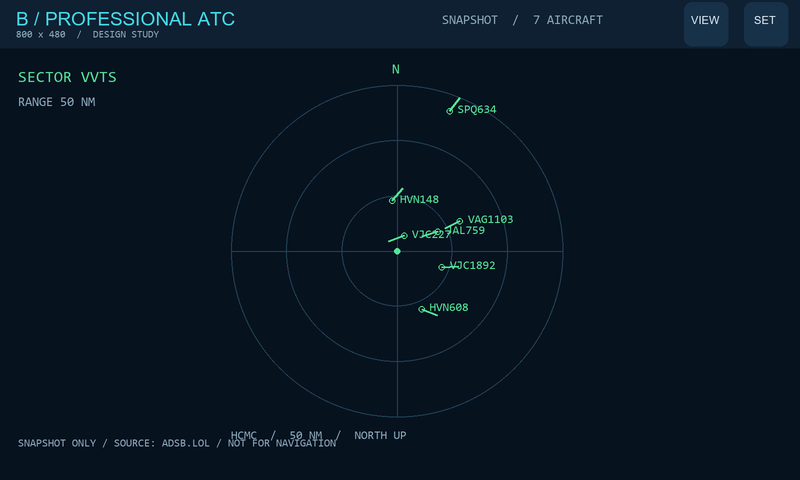 B / PROFESSIONAL ATC
800 x 480 / DESIGN STUDY
SNAPSHOT / 7 AIRCRAFT
VIEW
SET
SECTOR VVTS
RANGE 50 NM
N
SPQ634
HVN148
VAG1103
VJC227
JAL759
VJC1892
HVN608
HCMC / 50 NM / NORTH UP
SNAPSHOT ONLY / SOURCE: ADSB.LOL / NOT FOR NAVIGATION